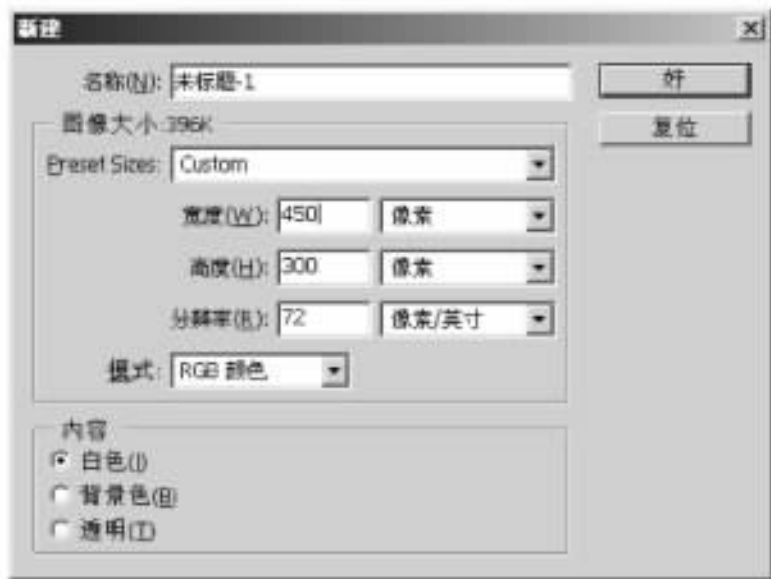 新建
名称(N): 未标题-1
好
图像大小:396K
复位
Preset Sizes: Custom
宽度(W): 450 像素
高度(H): 300 像素
分辨率(R): 72 像素/英寸
模式: RGB 颜色
内容
白色(I)
背景色(B)
透明(T)